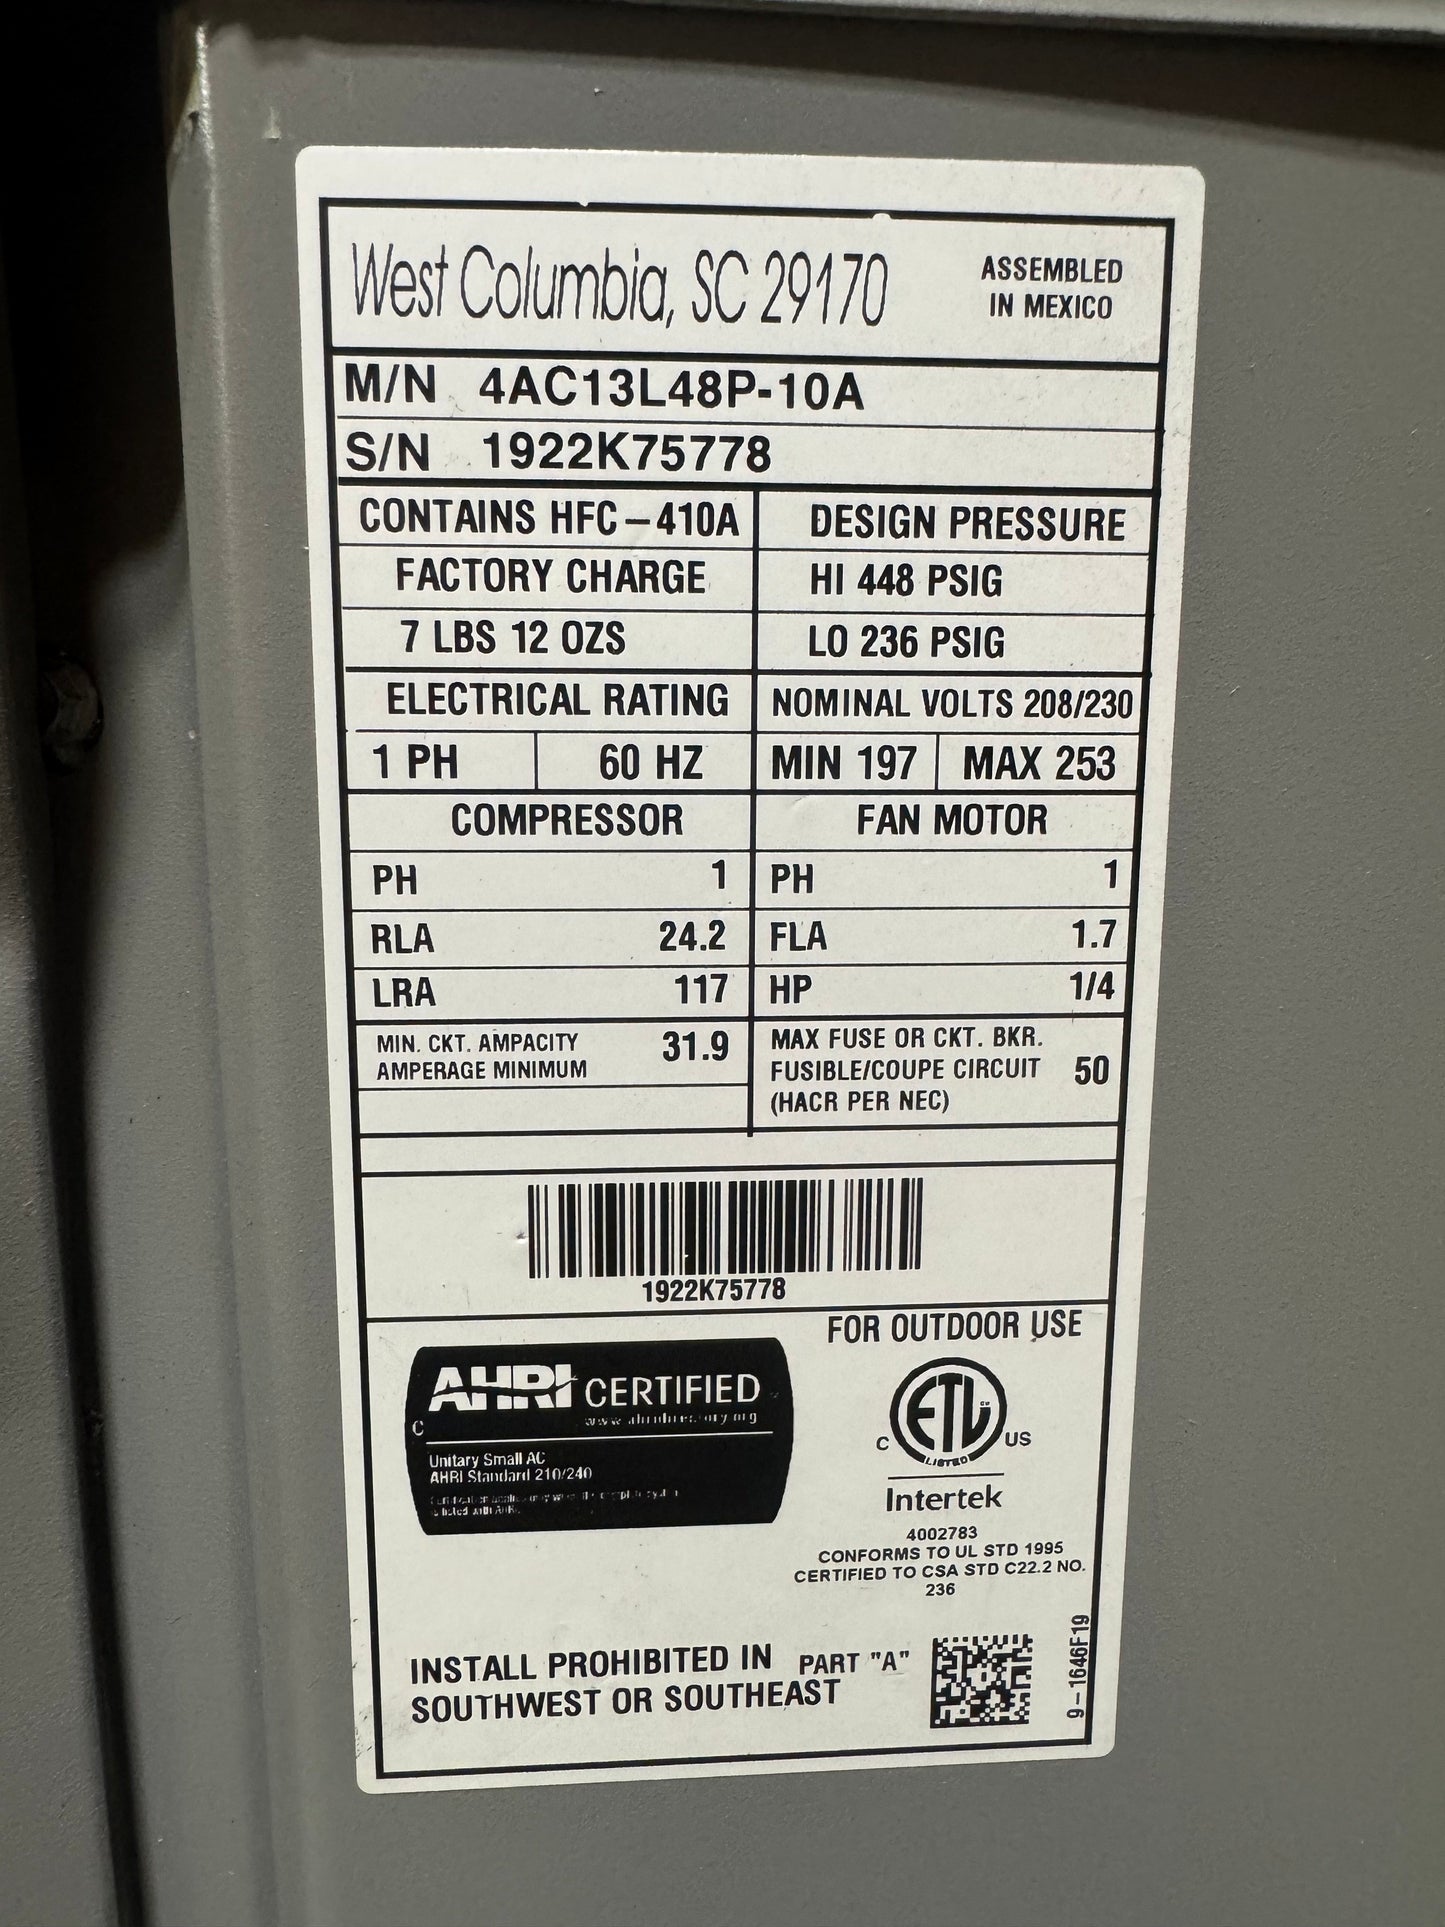 West Columbia, SC 29170
ASSEMBLED
IN MEXICO
M/N 4AC13L48P-10A
S/N 1922K75778
CONTAINS HFC-410A
DESIGN PRESSURE
FACTORY CHARGE
HI 448 PSIG
7 LBS 12 OZS
LO 236 PSIG
ELECTRICAL RATING
NOMINAL VOLTS 208/230
1 PH
60 HZ
MIN 197
MAX 253
COMPRESSOR
FAN MOTOR
PH 1
PH 1
RLA 24.2
FLA 1.7
LRA 117
HP 1/4
MIN. CKT. AMPACITY
AMPERAGE MINIMUM
31.9
MAX FUSE OR CKT. BKR.
FUSIBLE/COUPE CIRCUIT
(HACR PER NEC)
50
1922K75778
FOR OUTDOOR USE
AHRI CERTIFIED
C
Unitary Small AC
AHRI Standard 210/240
ETL
C US
LISTED
Intertek
4002783
CONFORMS TO UL STD 1995
CERTIFIED TO CSA STD C22.2 NO.
236
INSTALL PROHIBITED IN
SOUTHWEST OR SOUTHEAST
PART "A"
9-1646F19